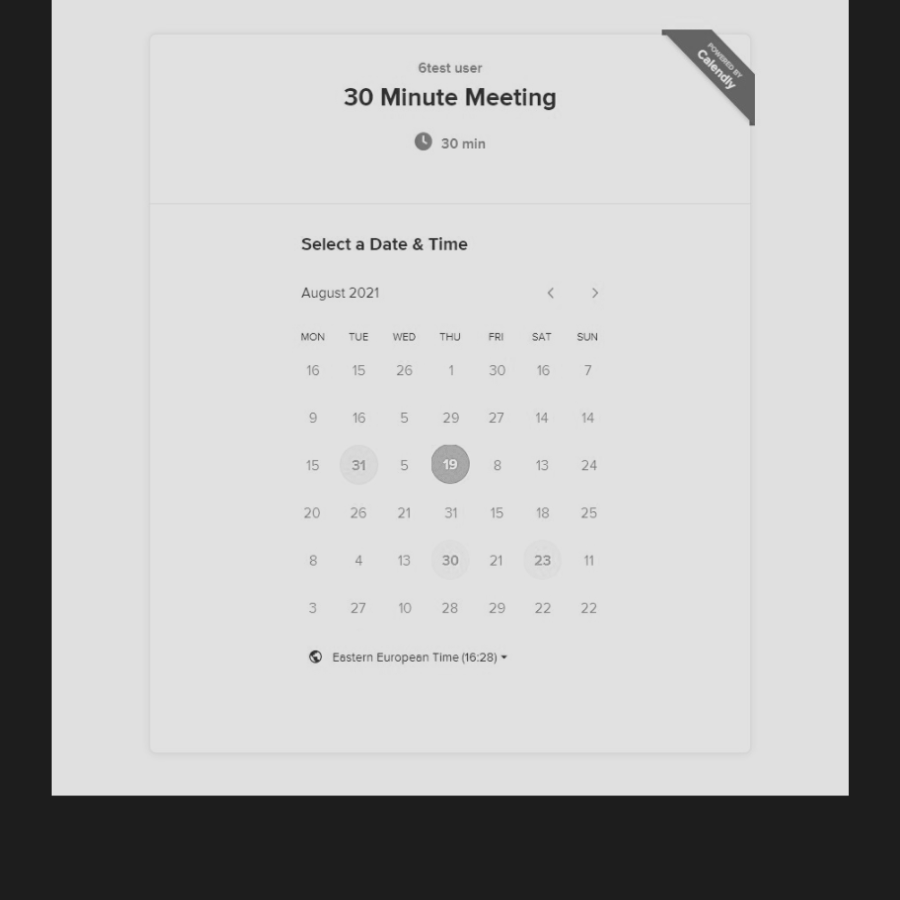 POWERED BY
Calendly
6test user
30 Minute Meeting
30 min
Select a Date & Time
August 2021
MON TUE WED THU FRI SAT SUN
16 15 26 1 30 16 7
9 16 5 29 27 14 14
15 31 5 19 8 13 24
20 26 21 31 15 18 25
8 4 13 30 21 23 11
3 27 10 28 29 22 22
Eastern European Time (16:28)